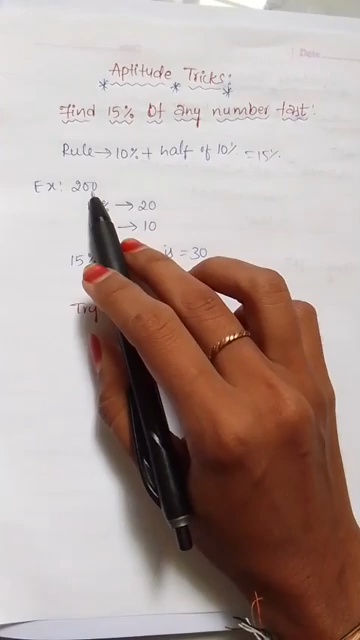 Date
Aptitude Tricks:
Find 15% Of any number fast:
Rule → 10% + half of 10% = 15%
Ex: 200
% → 20
→ 10
15% is = 30
Try